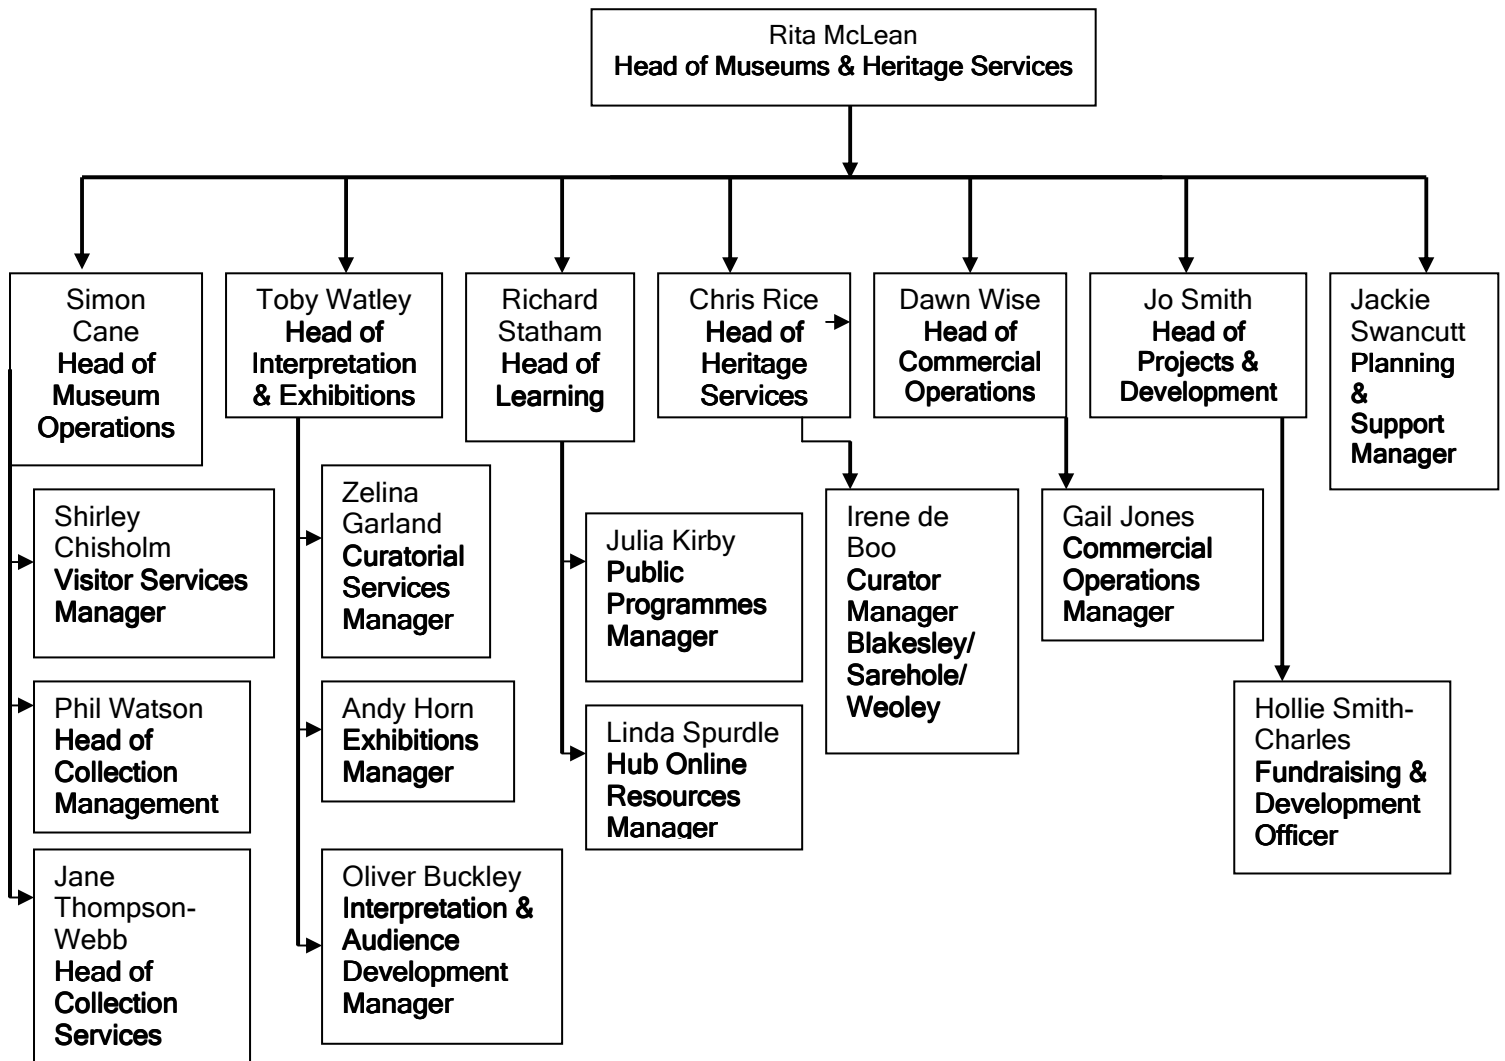 Rita McLean
Head of Museums & Heritage Services
Simon
Cane
Head of
Museum
Operations
Toby Watley
Head of
Interpretation
& Exhibitions
Richard
Statham
Head of
Learning
Chris Rice
Head of
Heritage
Services
Dawn Wise
Head of
Commercial
Operations
Jo Smith
Head of
Projects &
Development
Jackie
Swancutt
Planning
&
Support
Manager
Shirley
Chisholm
Visitor Services
Manager
Zelina
Garland
Curatorial
Services
Manager
Julia Kirby
Public
Programmes
Manager
Irene de
Boo
Curator
Manager
Blakesley/
Sarehole/
Weoley
Gail Jones
Commercial
Operations
Manager
Phil Watson
Head of
Collection
Management
Andy Horn
Exhibitions
Manager
Linda Spurdle
Hub Online
Resources
Manager
Hollie Smith-
Charles
Fundraising &
Development
Officer
Jane
Thompson-
Webb
Head of
Collection
Services
Oliver Buckley
Interpretation &
Audience
Development
Manager